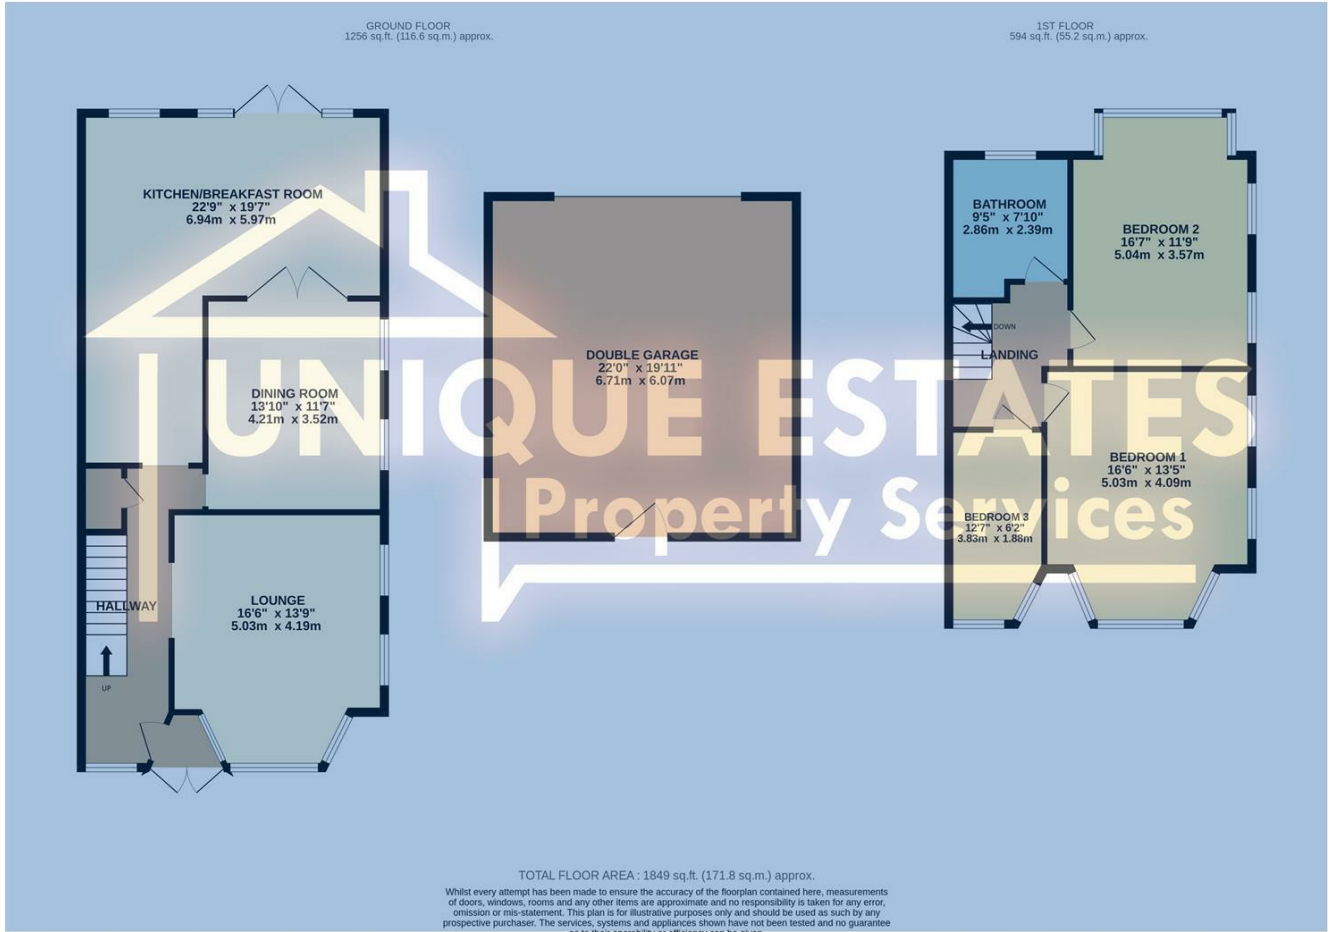 GROUND FLOOR
1256 sq.ft. (116.6 sq.m.) approx.
1ST FLOOR
594 sq.ft. (55.2 sq.m.) approx.
KITCHEN/BREAKFAST ROOM
22'9" x 19'7"
6.94m x 5.97m
DINING ROOM
13'10" x 11'7"
4.21m x 3.52m
LOUNGE
16'6" x 13'9"
5.03m x 4.19m
HALLWAY
UP
DOUBLE GARAGE
22'0" x 19'11"
6.71m x 6.07m
BATHROOM
9'5" x 7'10"
2.86m x 2.39m
BEDROOM 2
16'7" x 11'9"
5.04m x 3.57m
DOWN
LANDING
BEDROOM 1
16'6" x 13'5"
5.03m x 4.09m
BEDROOM 3
12'7" x 6'2"
3.83m x 1.88m
UNIQUE ESTATES
Property Services
TOTAL FLOOR AREA : 1849 sq.ft. (171.8 sq.m.) approx.
Whilst every attempt has been made to ensure the accuracy of the floorplan contained here, measurements
of doors, windows, rooms and any other items are approximate and no responsibility is taken for any error,
omission or mis-statement. This plan is for illustrative purposes only and should be used as such by any
prospective purchaser. The services, systems and appliances shown have not been tested and no guarantee